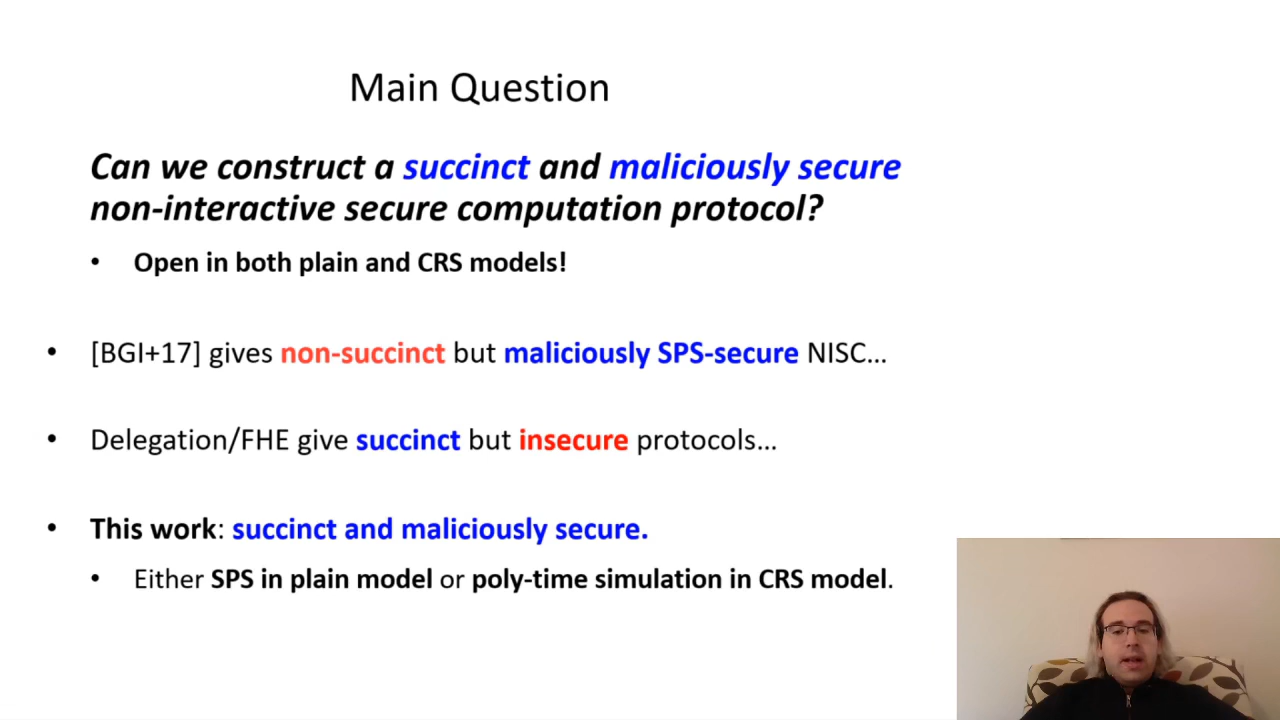 Main Question
Can we construct a succinct and maliciously secure
non-interactive secure computation protocol?
• Open in both plain and CRS models!
• [BGI+17] gives non-succinct but maliciously SPS-secure NISC…
• Delegation/FHE give succinct but insecure protocols…
• This work: succinct and maliciously secure.
• Either SPS in plain model or poly-time simulation in CRS model.